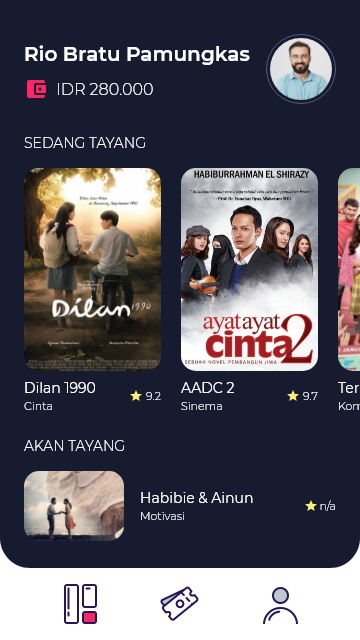 Rio Bratu Pamungkas
IDR 280.000
SEDANG TAYANG
Dilan 1990
HABIBURRAHMAN EL SHIRAZY
ayat ayat
cinta 2
SEBUAH NOVEL PEMBANGUN JIWA
Dilan 1990
Cinta
9.2
AADC 2
Sinema
9.7
Ter
Kom
AKAN TAYANG
Habibie & Ainun
Motivasi
n/a